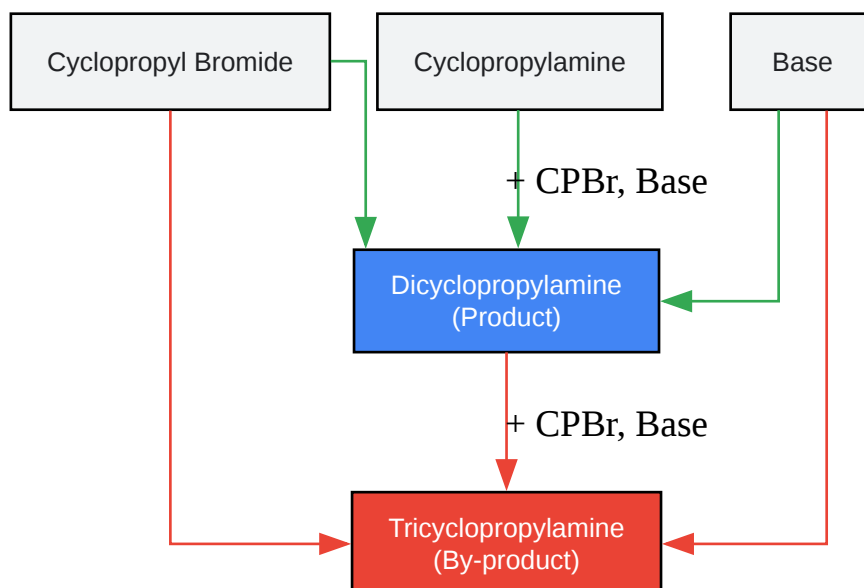 Cyclopropyl Bromide
Cyclopropylamine
Base
+ CPBr, Base
Dicyclopropylamine
(Product)
+ CPBr, Base
Tricyclopropylamine
(By-product)